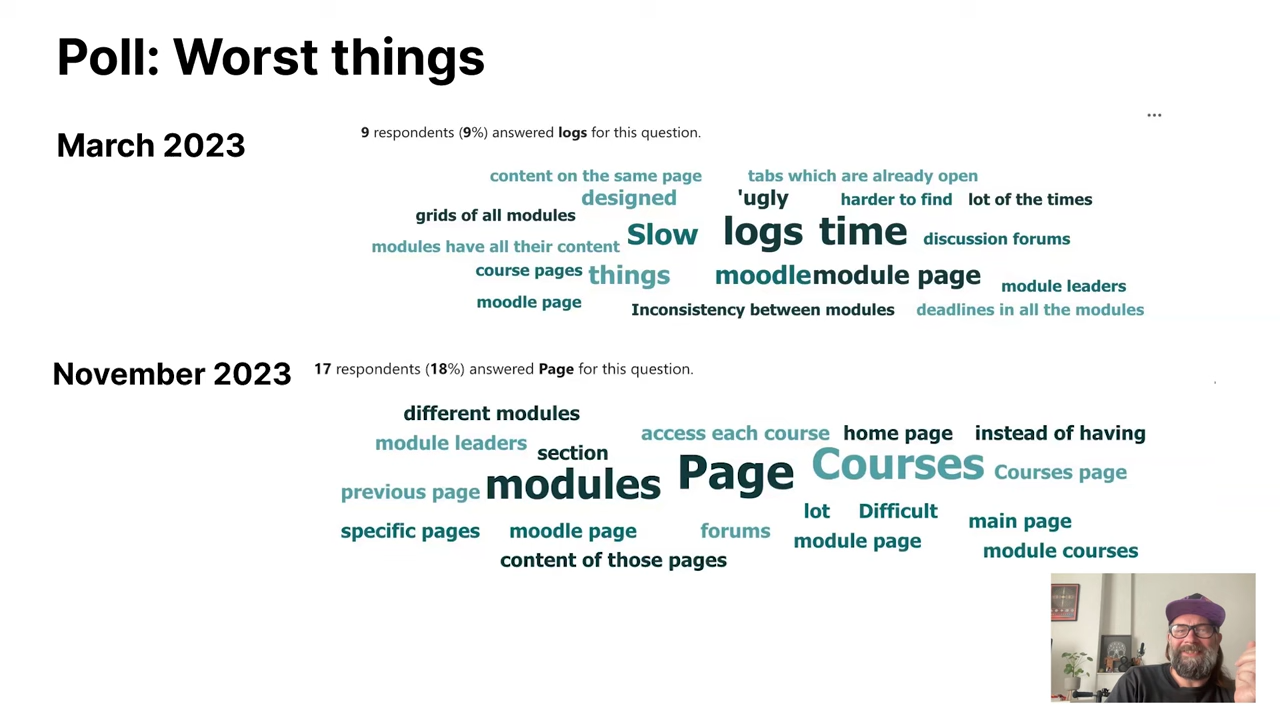 Poll: Worst things
March 2023
9 respondents (9%) answered logs for this question.
content on the same page
tabs which are already open
designed
'ugly
harder to find
lot of the times
grids of all modules
Slow
logs
time
discussion forums
modules have all their content
course pages
things
moodle
module page
module leaders
moodle page
Inconsistency between modules
deadlines in all the modules
November 2023
17 respondents (18%) answered Page for this question.
different modules
module leaders
section
access each course
home page
instead of having
previous page
modules
Page
Courses
Courses page
lot
Difficult
main page
specific pages
moodle page
forums
module page
module courses
content of those pages